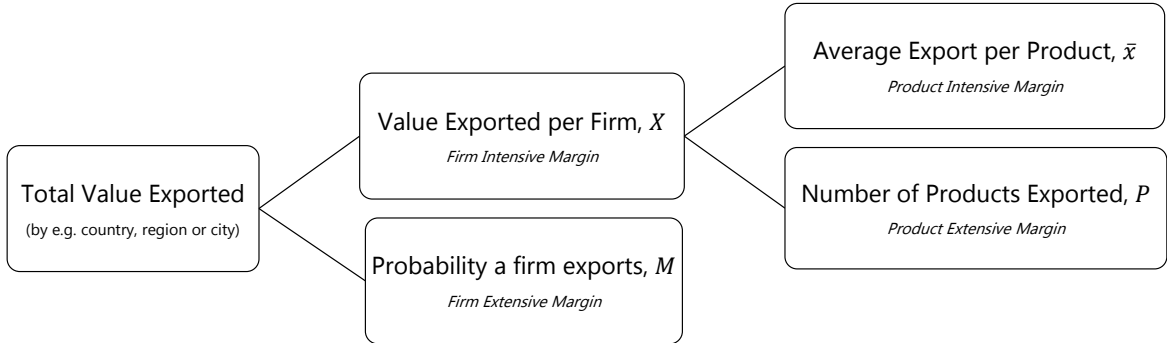 Total Value Exported
(by e.g. country, region or city)
Value Exported per Firm, X
Firm Intensive Margin
Probability a firm exports, M
Firm Extensive Margin
Average Export per Product, x̄
Product Intensive Margin
Number of Products Exported, P
Product Extensive Margin